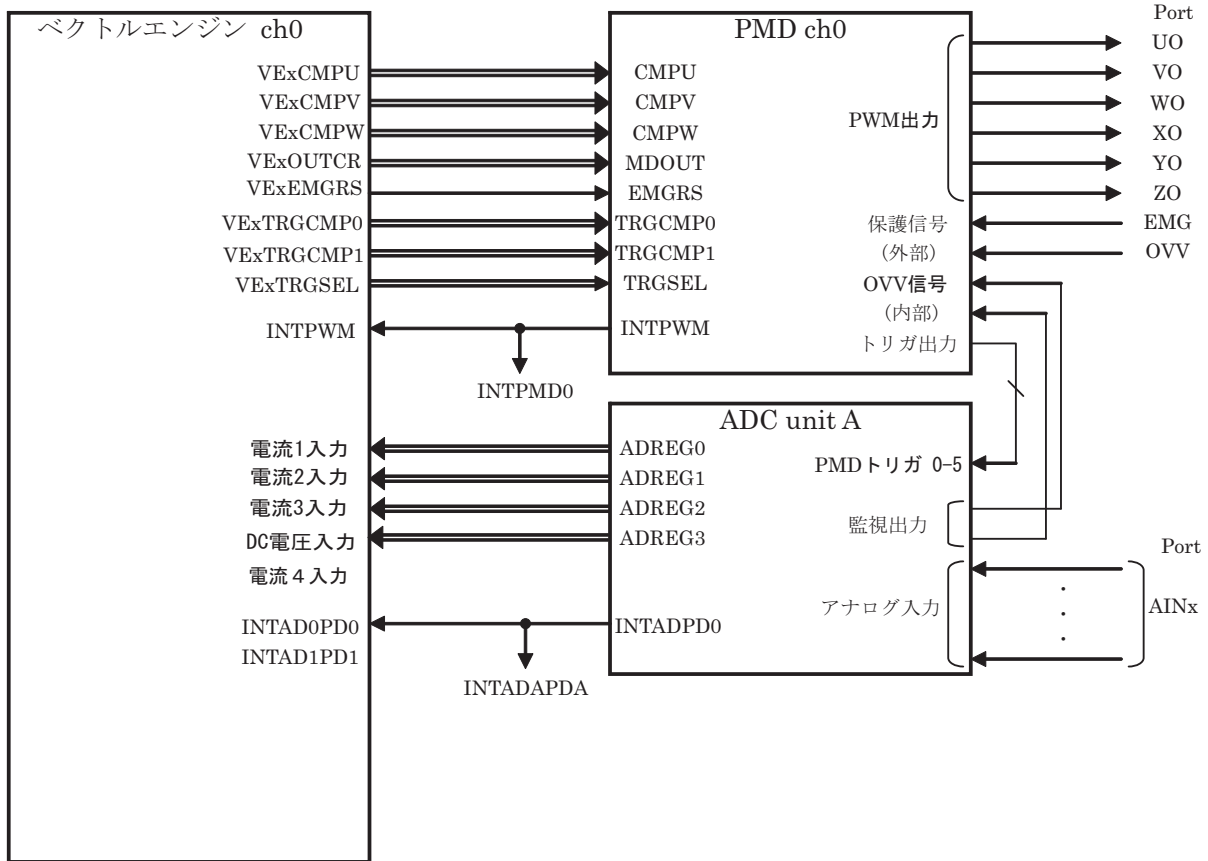 ベクトルエンジン ch0
VExCMPU
VExCMPV
VExCMPW
VExOUTCR
VExEMGRS
VExTRGCMP0
VExTRGCMP1
VExTRGSEL
INTPWM
電流1入力
電流2入力
電流3入力
DC電圧入力
電流４入力
INTAD0PD0
INTAD1PD1
INTPMD0
INTADAPDA
PMD ch0
CMPU
CMPV
CMPW
MDOUT
EMGRS
TRGCMP0
TRGCMP1
TRGSEL
INTPWM
PWM出力
保護信号
(外部)
OVV信号
(内部)
トリガ出力
ADC unit A
ADREG0
ADREG1
ADREG2
ADREG3
INTADPD0
PMDトリガ 0-5
監視出力
アナログ入力
Port
UO
VO
WO
XO
YO
ZO
EMG
OVV
Port
AINx